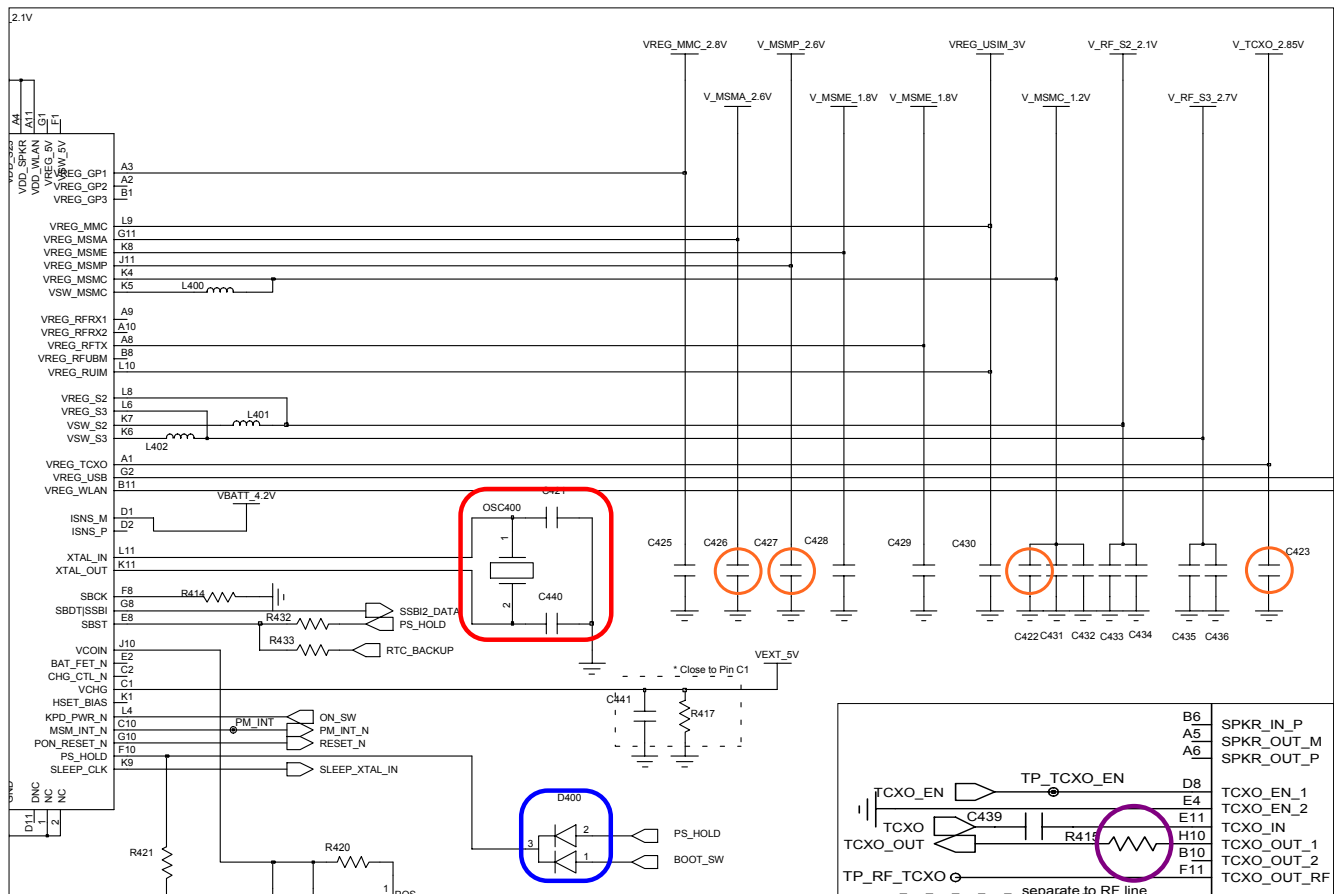 _2.1V
VREG_MMC_2.8V V_MSMP_2.6V VREG_USIM_3V V_RF_S2_2.1V V_TCXO_2.85V
V_MSMA_2.6V V_MSME_1.8V V_MSME_1.8V V_MSMC_1.2V V_RF_S3_2.7V
A4 A11 G1 F1
VDD_SPKR VDD_WLAN VREG_5V VSW_5V
VREG_GP1 A3
VREG_GP2 A2
VREG_GP3 B1
VREG_MMC L9
VREG_MSMA G11
VREG_MSME K8
VREG_MSMP J11
VREG_MSMC K4
VSW_MSMC K5 L400
VREG_RFRX1 A9
VREG_RFRX2 A10
VREG_RFTX A8
VREG_RFUBM B8
VREG_RUIM L10
VREG_S2 L8
VREG_S3 L6
VSW_S2 K7 L401
VSW_S3 K6
L402
VREG_TCXO A1
VREG_USB G2
VREG_WLAN B11
VBATT_4.2V
ISNS_M D1
ISNS_P D2
OSC400 C421
XTAL_IN L11
XTAL_OUT K11
1
2
C440
C425 C426 C427 C428 C429 C430 C423
C422 C431 C432 C433 C434 C435 C436
SBCK F8 R414
SBDT|SSBI G8 SSBI2_DATA
SBST E8 R432 PS_HOLD
R433 RTC_BACKUP
VCOIN J10
BAT_FET_N E2
CHG_CTL_N C2
VCHG C1
HSET_BIAS K1
KPD_PWR_N L4 ON_SW
MSM_INT_N C10 PM_INT PM_INT_N
PON_RESET_N G10 RESET_N
PS_HOLD F10
SLEEP_CLK K9 SLEEP_XTAL_IN
VEXT_5V
* Close to Pin C1
C441 R417
GND DNC NC NC
D11 1 2
R421 R420
1
D400
3
2 PS_HOLD
1 BOOT_SW
B6 SPKR_IN_P
A5 SPKR_OUT_M
A6 SPKR_OUT_P
TCXO_EN TP_TCXO_EN D8 TCXO_EN_1
E4 TCXO_EN_2
TCXO C439 E11 TCXO_IN
TCXO_OUT R415 H10 TCXO_OUT_1
B10 TCXO_OUT_2
TP_RF_TCXO F11 TCXO_OUT_RF
separate to RF line